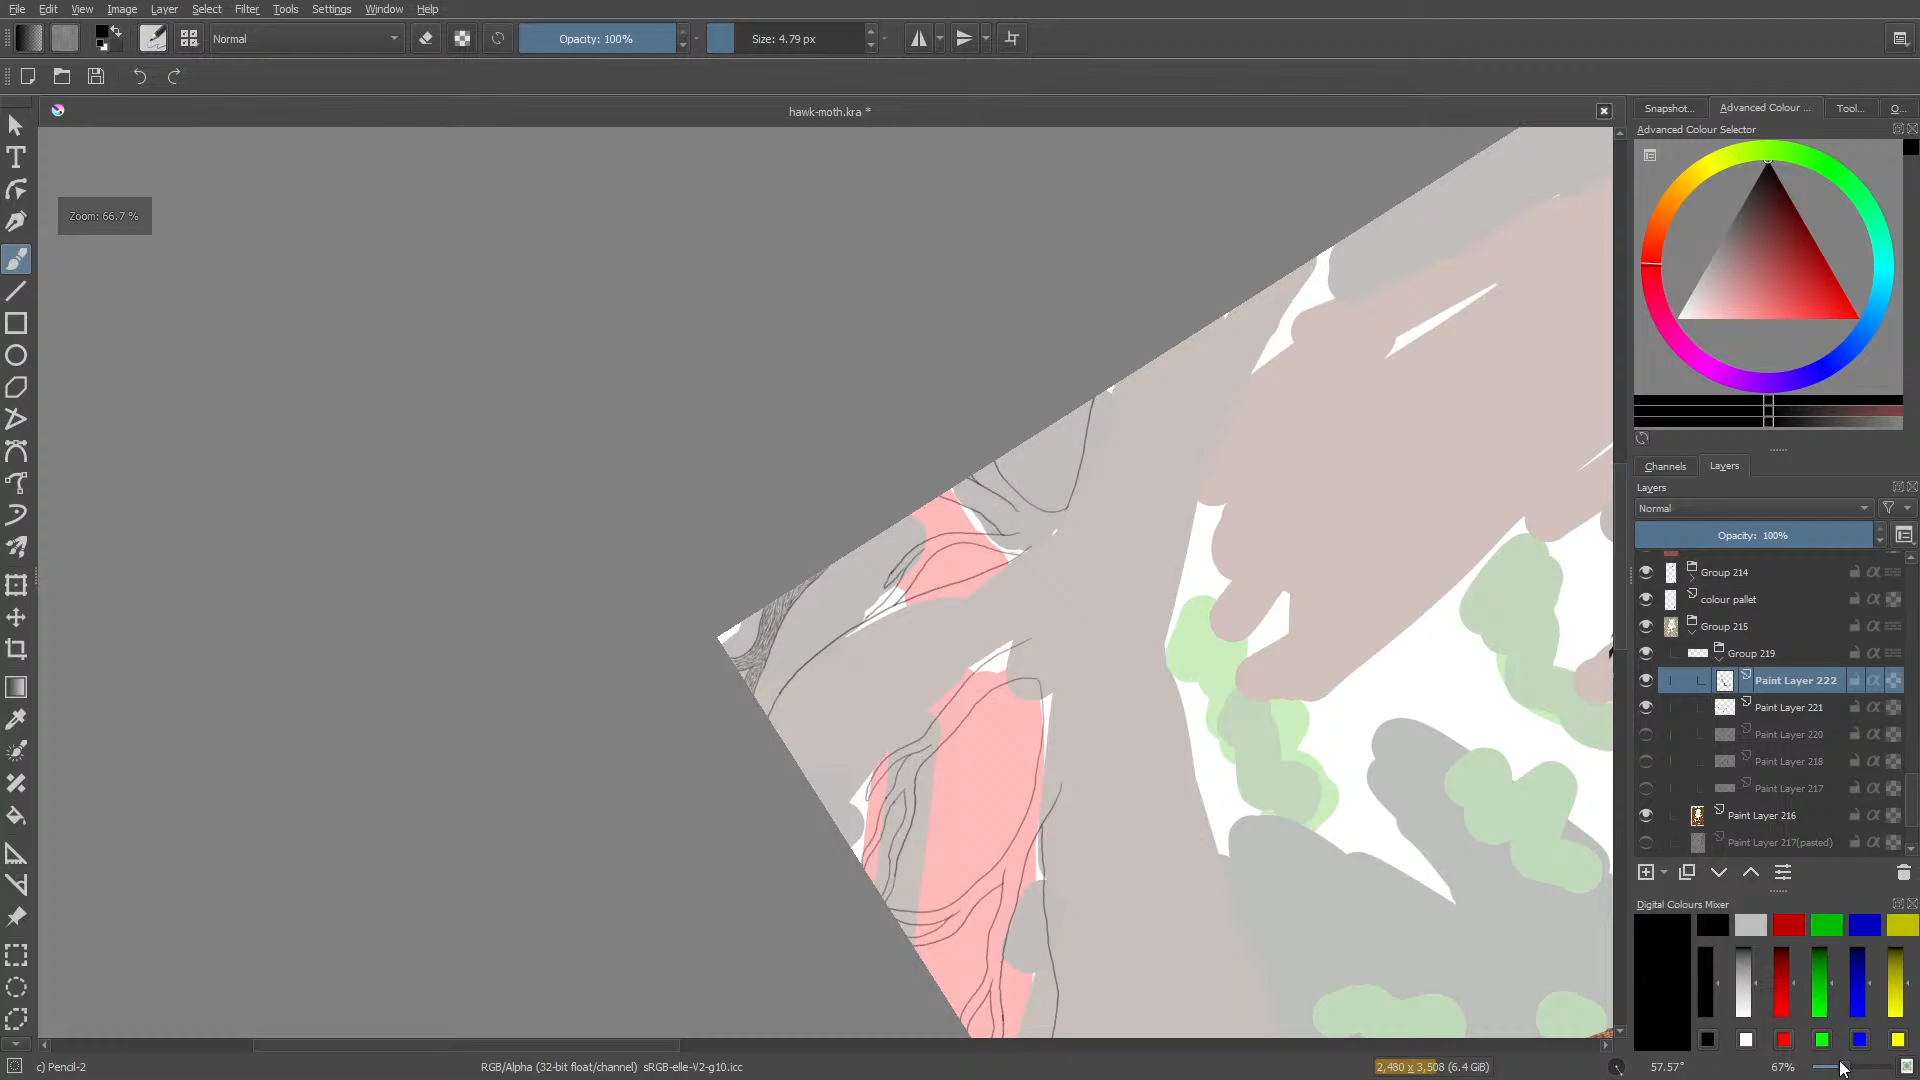 File Edit View Image Layer Select Filter Tools Settings Window Help
Normal Opacity: 100% Size: 4.79 px
hawk-moth.kra *
Snapshot... Advanced Colour ... Tool... O...
Advanced Colour Selector
Zoom: 66.7 %
Channels Layers
Layers
Normal
Opacity: 100%
Group 214
colour pallet
Group 215
Group 219
Paint Layer 222
Paint Layer 221
Paint Layer 220
Paint Layer 218
Paint Layer 217
Paint Layer 216
Paint Layer 217(pasted)
Digital Colours Mixer
c) Pencil-2 RGB/Alpha (32-bit float/channel) sRGB-elle-V2-g10.icc 2,480 x 3,508 (6.4 GiB) 57.57° 67%